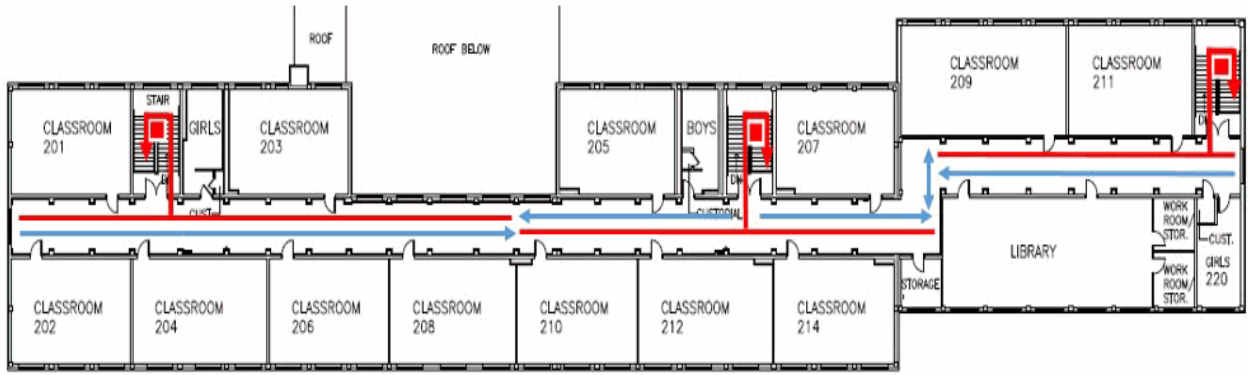 ROOF
ROOF BELOW
CLASSROOM
209
CLASSROOM
211
DN
STAIR
CLASSROOM
201
GIRLS
CLASSROOM
203
CLASSROOM
205
BOYS
CLASSROOM
207
DN
CUST.
CUSTODIAL
WORK
ROOM/
STOR.
CUST.
GIRLS
220
LIBRARY
WORK
ROOM/
STOR.
STORAGE
CLASSROOM
202
CLASSROOM
204
CLASSROOM
206
CLASSROOM
208
CLASSROOM
210
CLASSROOM
212
CLASSROOM
214